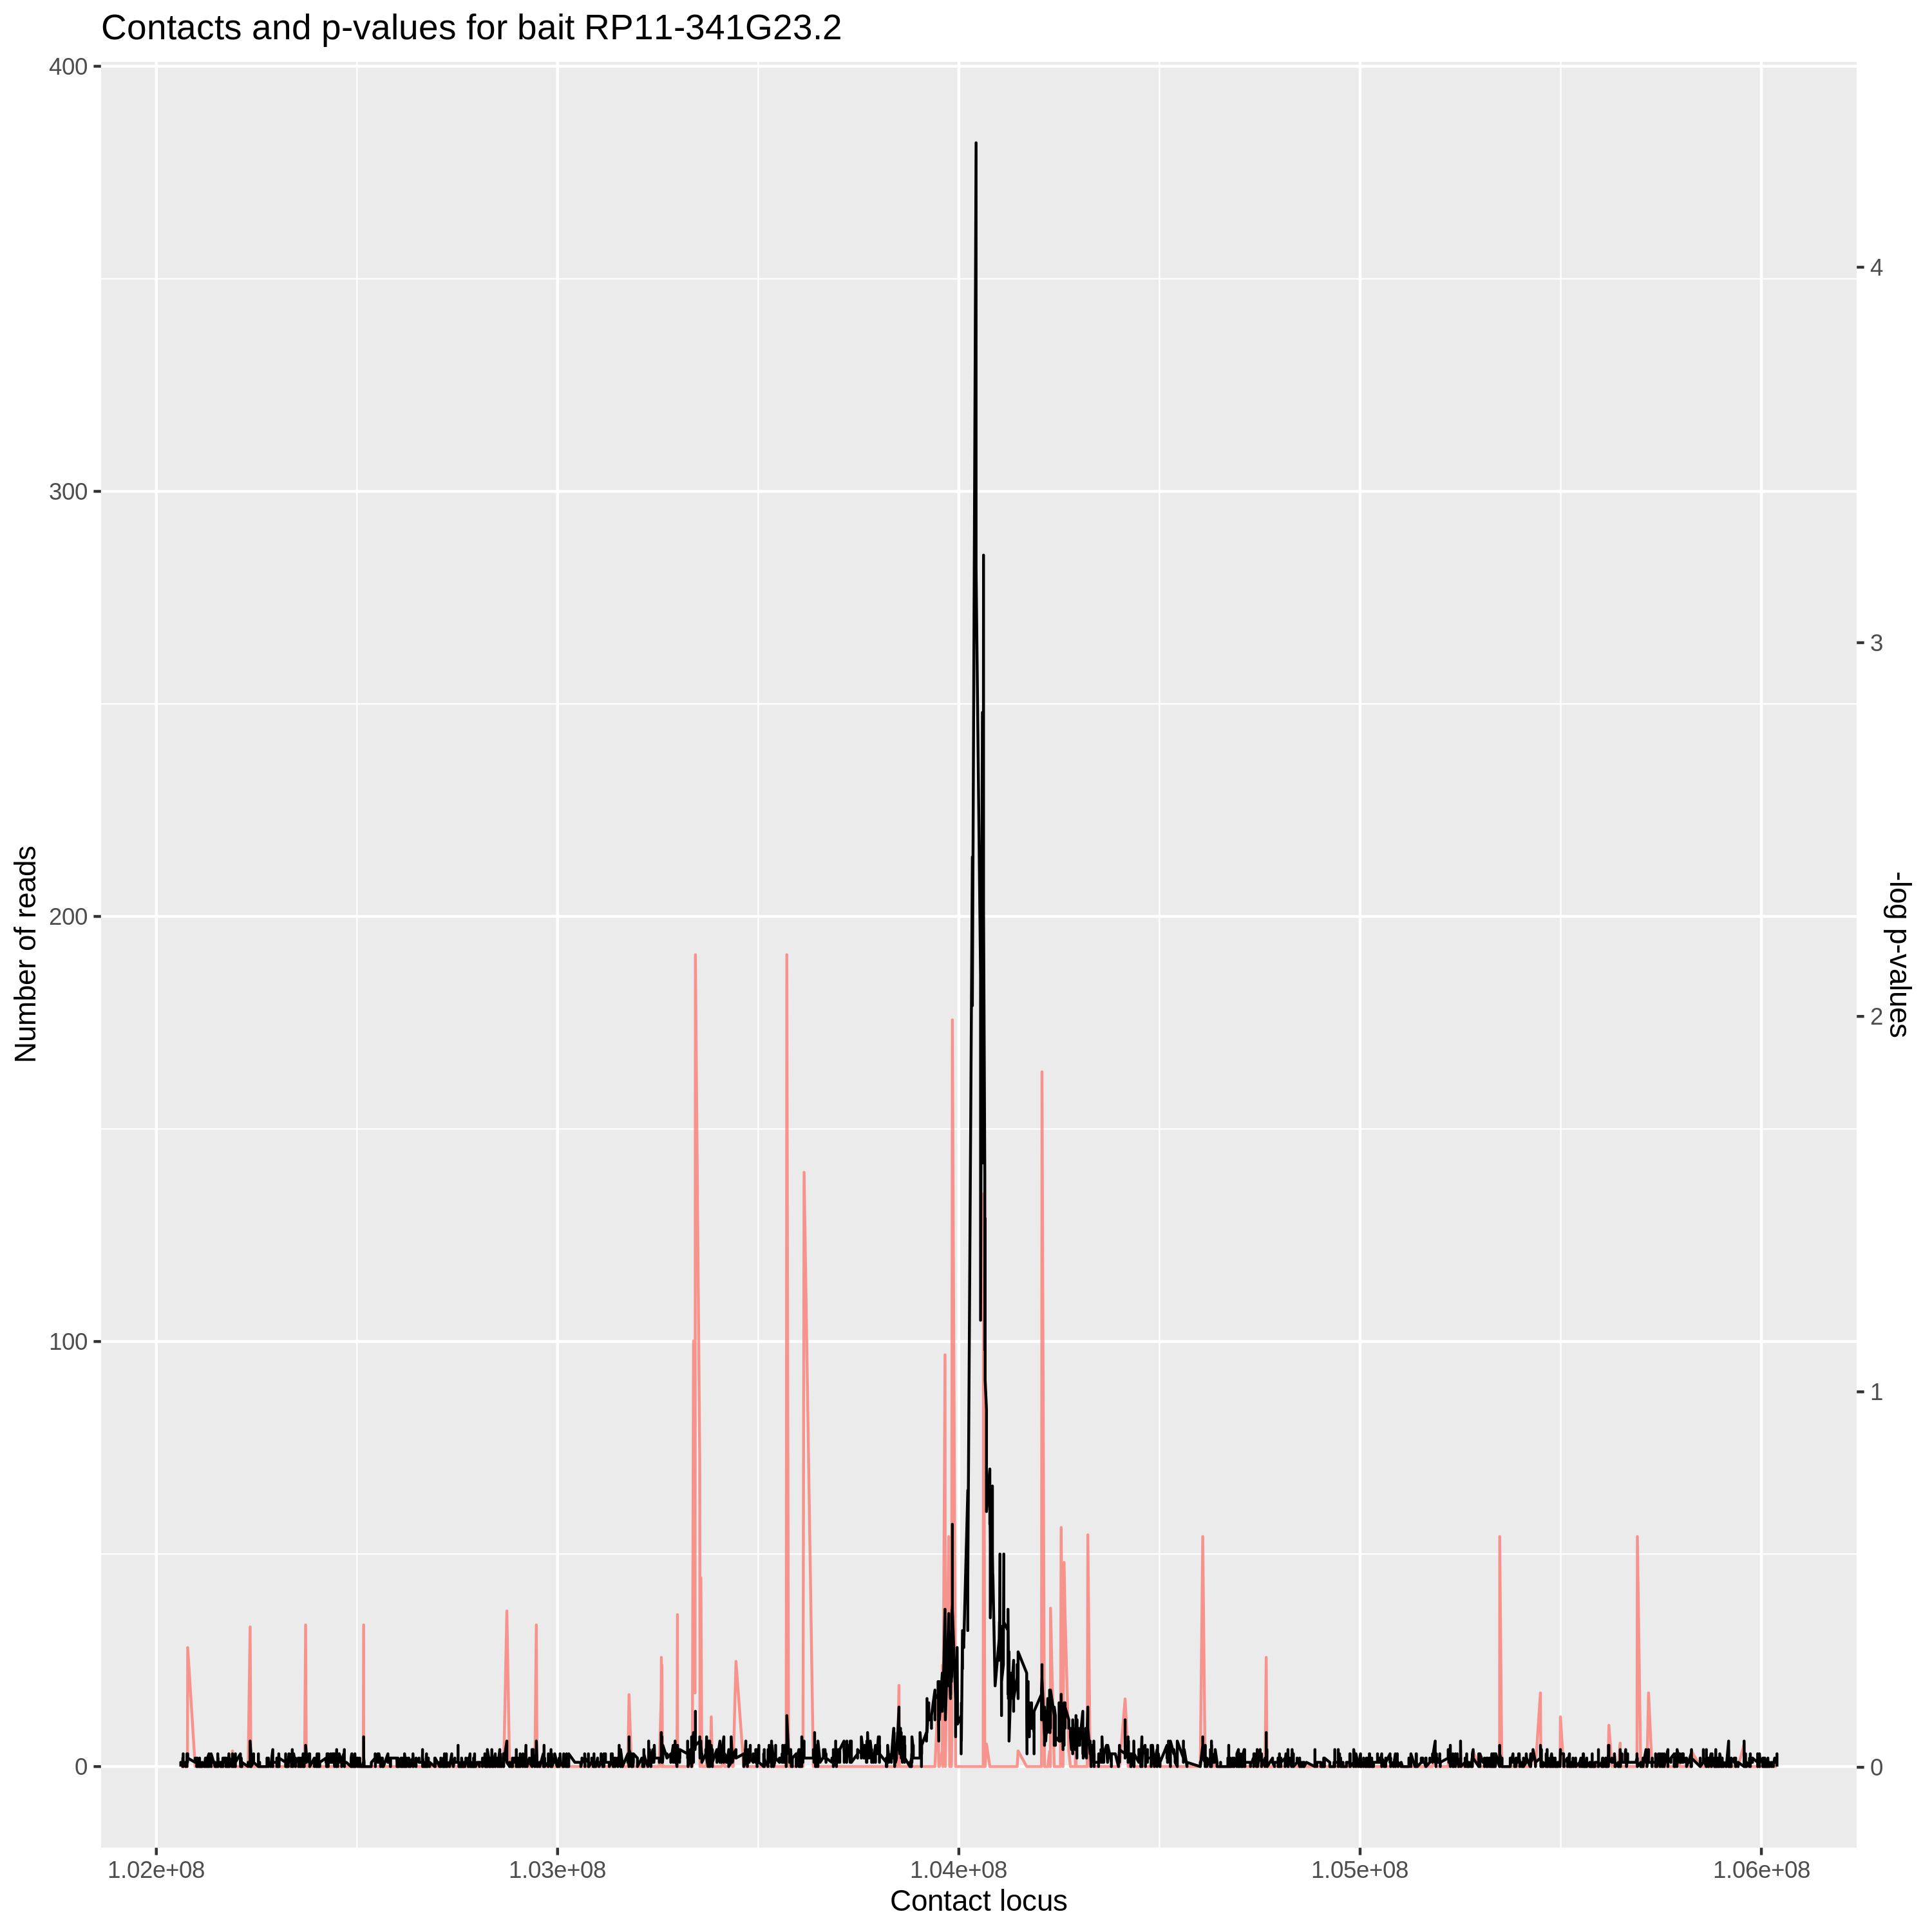 Contacts and p-values for bait RP11-341G23.2
400
300
200
100
0
Number of reads
4
3
2
1
0
-log p-values
1.02e+08
1.03e+08
1.04e+08
1.05e+08
1.06e+08
Contact locus